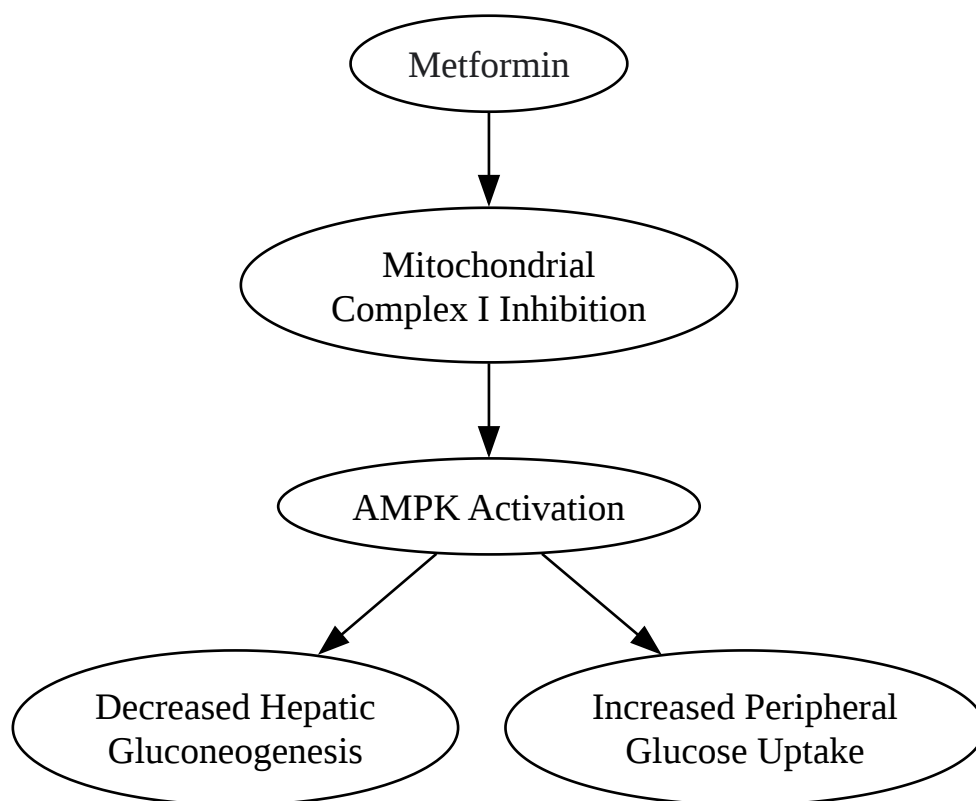 Metformin
Mitochondrial
Complex I Inhibition
AMPK Activation
Decreased Hepatic
Gluconeogenesis
Increased Peripheral
Glucose Uptake